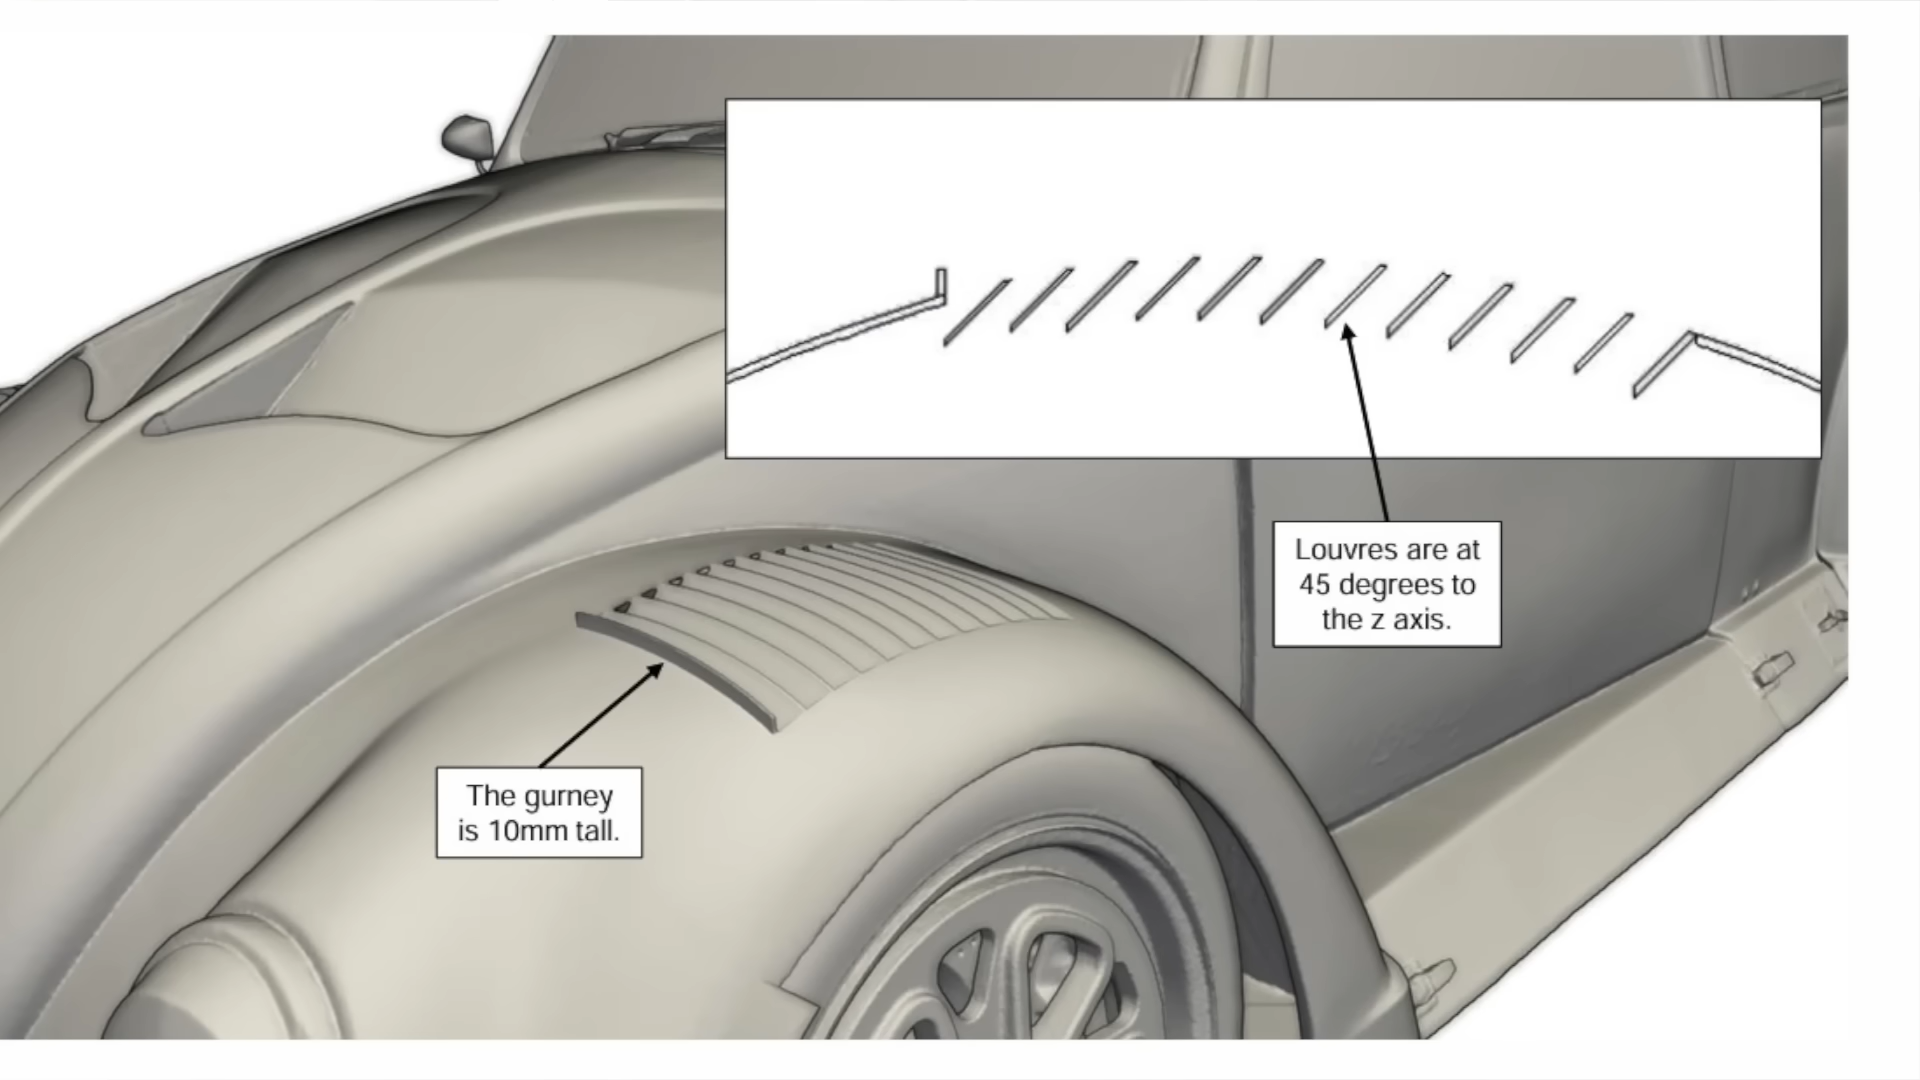 Louvres are at
45 degrees to
the z axis.
The gurney
is 10mm tall.